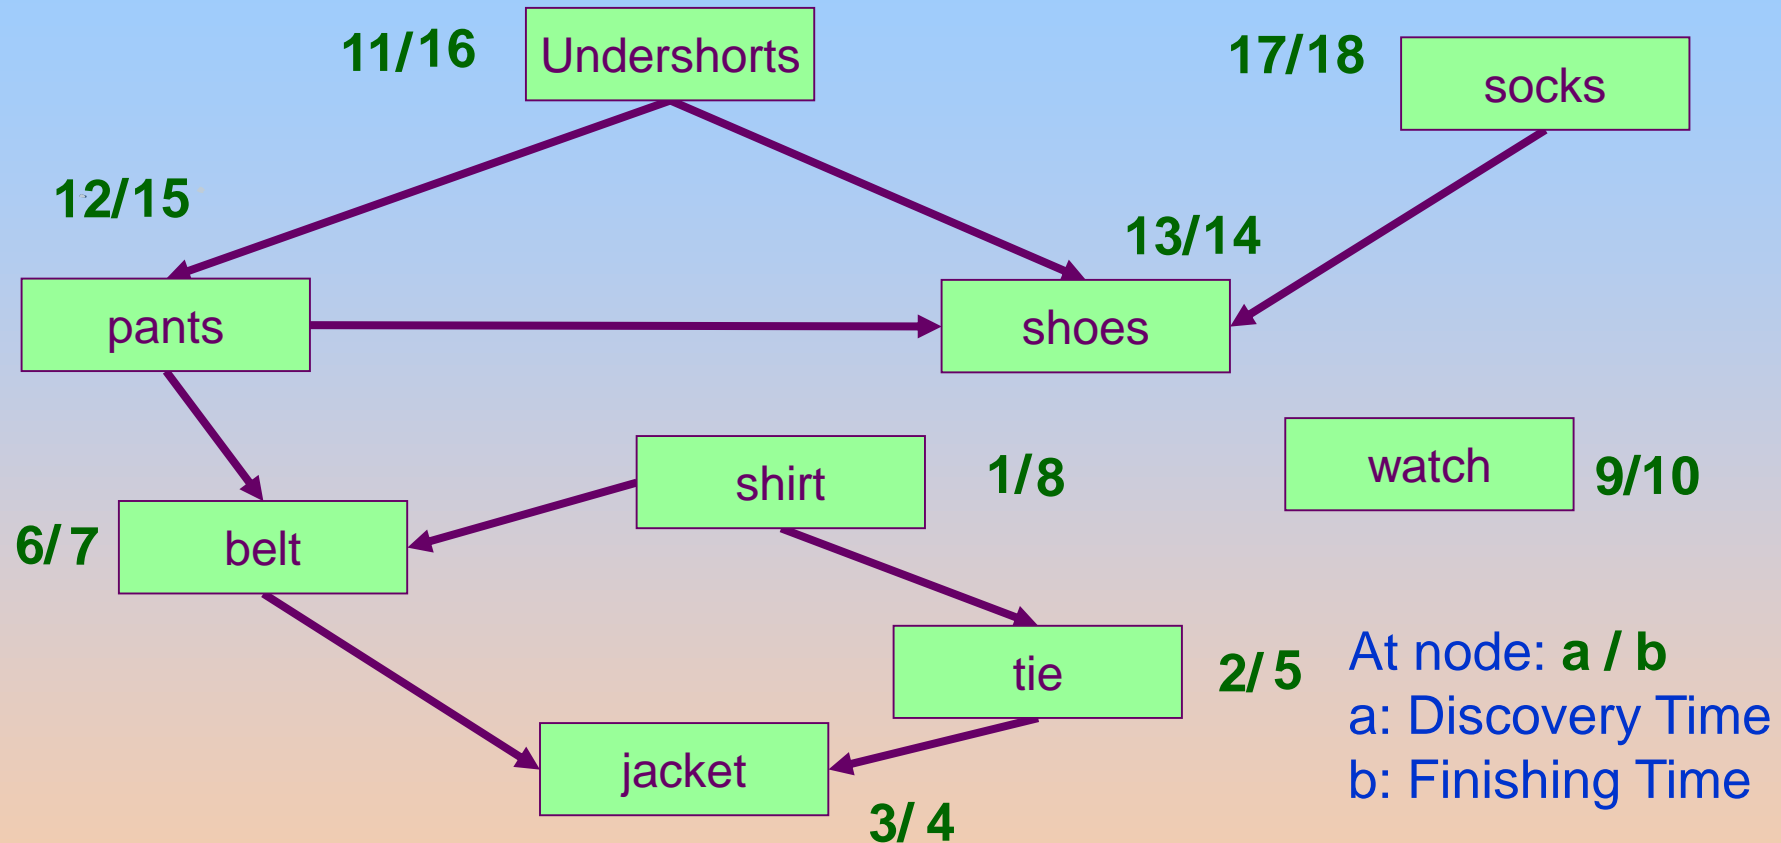 11/16
Undershorts
17/18
socks
12/15
13/14
pants
shoes
shirt
1/8
watch
9/10
6/ 7
belt
tie
2/ 5
At node: a / b
a: Discovery Time
b: Finishing Time
jacket
3/ 4